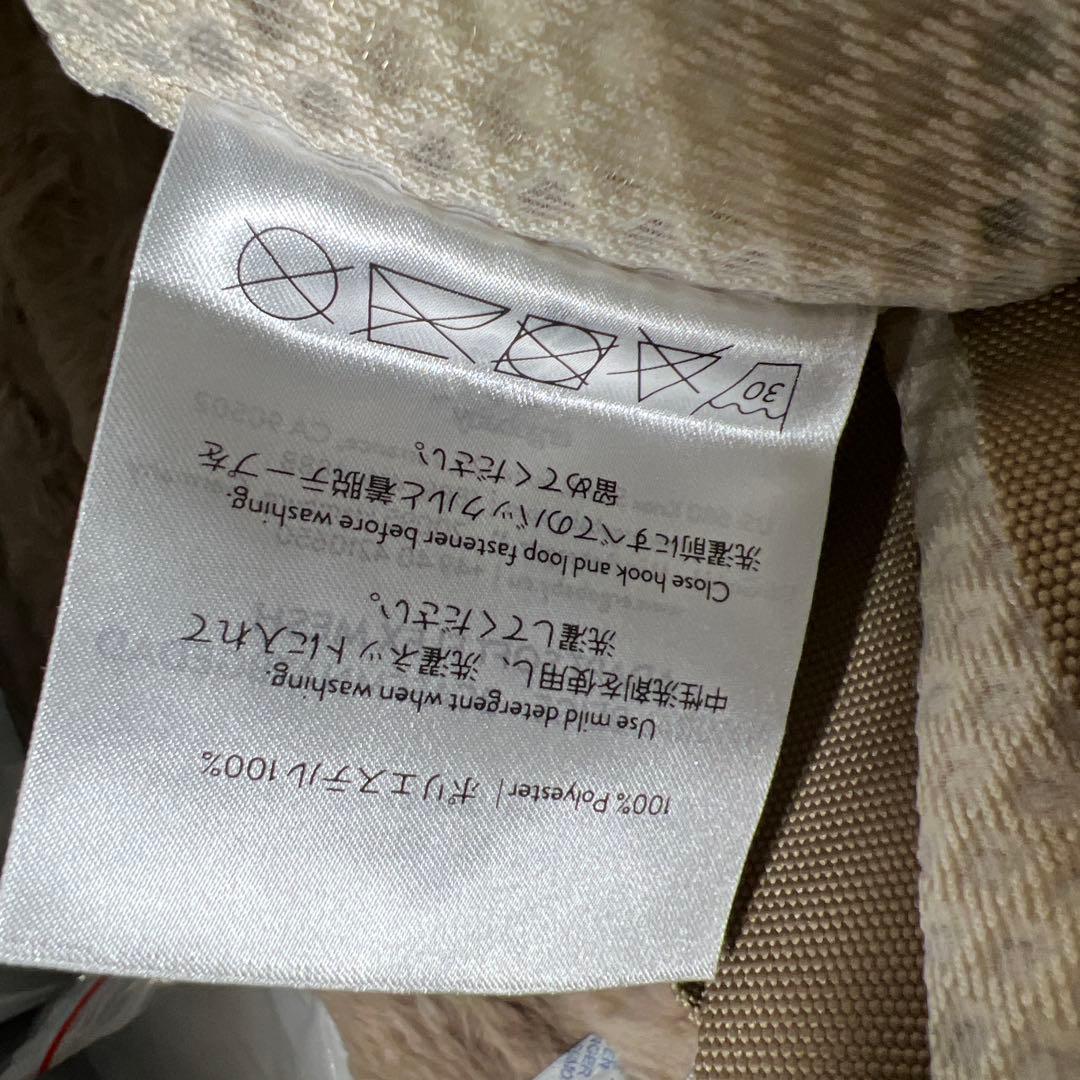 100% Polyester | ポリエステル 100%
Use mild detergent when washing.
中性洗剤を使用し、洗濯ネットに入れて
洗濯してください。
Close hook and loop fastener before washing.
洗濯前にすべてのバックルと着脱テープを
留めてください。
30